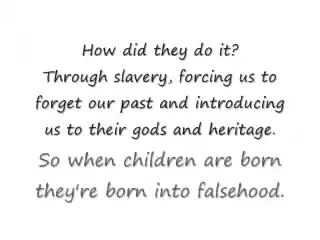 How did they do it?
Through slavery, forcing us to
forget our past and introducing
us to their gods and heritage.
So when children are born
they're born into falsehood.